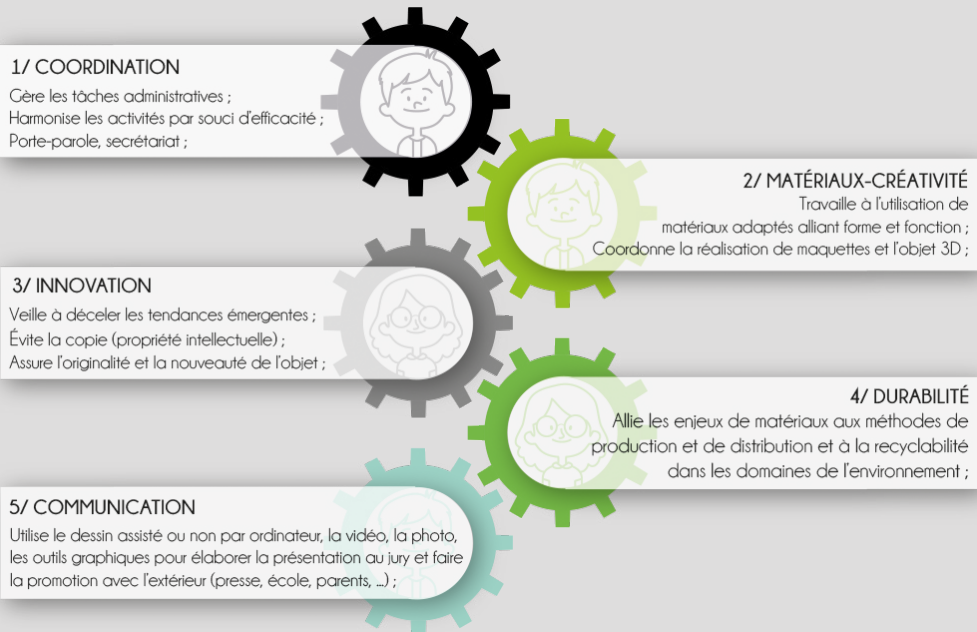 1/ COORDINATION
Gère les tâches administratives ;
Harmonise les activités par souci d'efficacité ;
Porte-parole, secrétariat ;
2/ MATÉRIAUX-CRÉATIVITÉ
Travaille à l'utilisation de
matériaux adaptés alliant forme et fonction ;
Coordonne la réalisation de maquettes et l'objet 3D ;
3/ INNOVATION
Veille à déceler les tendances émergentes ;
Évite la copie (propriété intellectuelle) ;
Assure l'originalité et la nouveauté de l'objet ;
4/ DURABILITÉ
Allie les enjeux de matériaux aux méthodes de
production et de distribution et à la recyclabilité
dans les domaines de l'environnement ;
5/ COMMUNICATION
Utilise le dessin assisté ou non par ordinateur, la vidéo, la photo,
les outils graphiques pour élaborer la présentation au jury et faire
la promotion avec l'extérieur (presse, école, parents, ...) ;